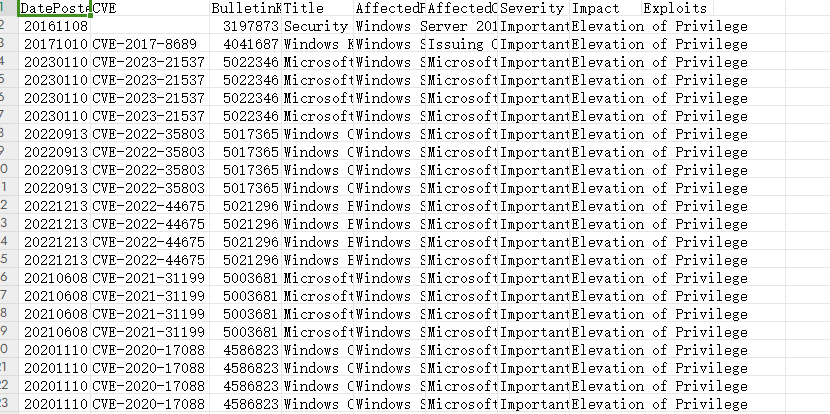 1 DatePoste CVE BulletinK Title AffectedP AffectedC Severity Impact Exploits
2 20161108 3197873 Security Windows Server 201 Important Elevation of Privilege
3 20171010 CVE-2017-8689 4041687 Windows K Windows S Issuing C Important Elevation of Privilege
4 20230110 CVE-2023-21537 5022346 Microsoft Windows S Microsoft Important Elevation of Privilege
5 20230110 CVE-2023-21537 5022346 Microsoft Windows S Microsoft Important Elevation of Privilege
6 20230110 CVE-2023-21537 5022346 Microsoft Windows S Microsoft Important Elevation of Privilege
7 20230110 CVE-2023-21537 5022346 Microsoft Windows S Microsoft Important Elevation of Privilege
8 20220913 CVE-2022-35803 5017365 Windows C Windows S Microsoft Important Elevation of Privilege
9 20220913 CVE-2022-35803 5017365 Windows C Windows S Microsoft Important Elevation of Privilege
0 20220913 CVE-2022-35803 5017365 Windows C Windows S Microsoft Important Elevation of Privilege
1 20220913 CVE-2022-35803 5017365 Windows C Windows S Microsoft Important Elevation of Privilege
2 20221213 CVE-2022-44675 5021296 Windows B Windows S Microsoft Important Elevation of Privilege
3 20221213 CVE-2022-44675 5021296 Windows B Windows S Microsoft Important Elevation of Privilege
4 20221213 CVE-2022-44675 5021296 Windows B Windows S Microsoft Important Elevation of Privilege
5 20221213 CVE-2022-44675 5021296 Windows B Windows S Microsoft Important Elevation of Privilege
6 20210608 CVE-2021-31199 5003681 Microsoft Windows S Microsoft Important Elevation of Privilege
7 20210608 CVE-2021-31199 5003681 Microsoft Windows S Microsoft Important Elevation of Privilege
8 20210608 CVE-2021-31199 5003681 Microsoft Windows S Microsoft Important Elevation of Privilege
9 20210608 CVE-2021-31199 5003681 Microsoft Windows S Microsoft Important Elevation of Privilege
20 20201110 CVE-2020-17088 4586823 Windows C Windows S Microsoft Important Elevation of Privilege
21 20201110 CVE-2020-17088 4586823 Windows C Windows S Microsoft Important Elevation of Privilege
22 20201110 CVE-2020-17088 4586823 Windows C Windows S Microsoft Important Elevation of Privilege
23 20201110 CVE-2020-17088 4586823 Windows C Windows S Microsoft Important Elevation of Privilege